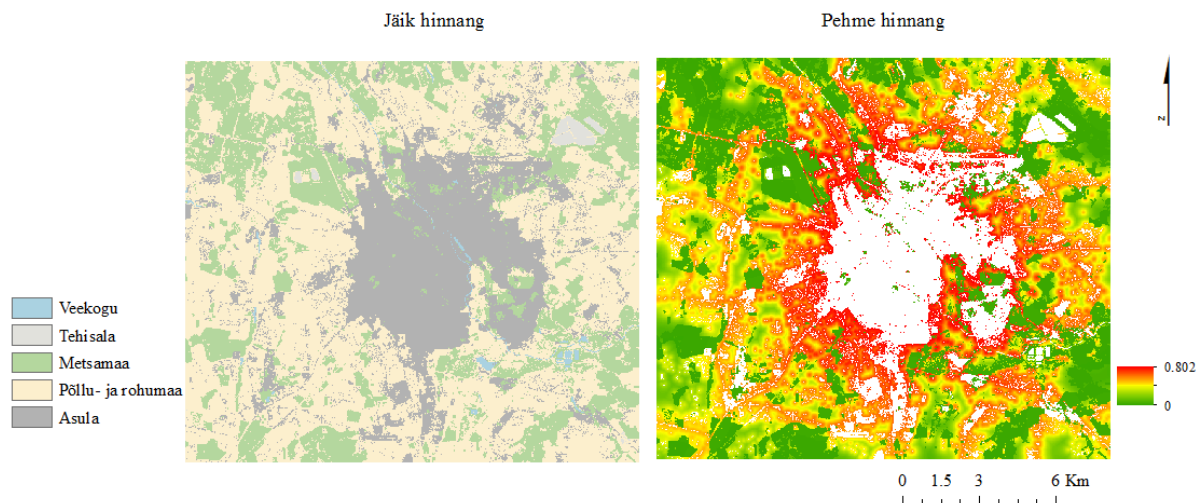 Jäik hinnang
Pehme hinnang
z
Veekogu
Tehisala
Metsamaa
Põllu- ja rohumaa
Asula
0.802
0
0 1.5 3 6 Km